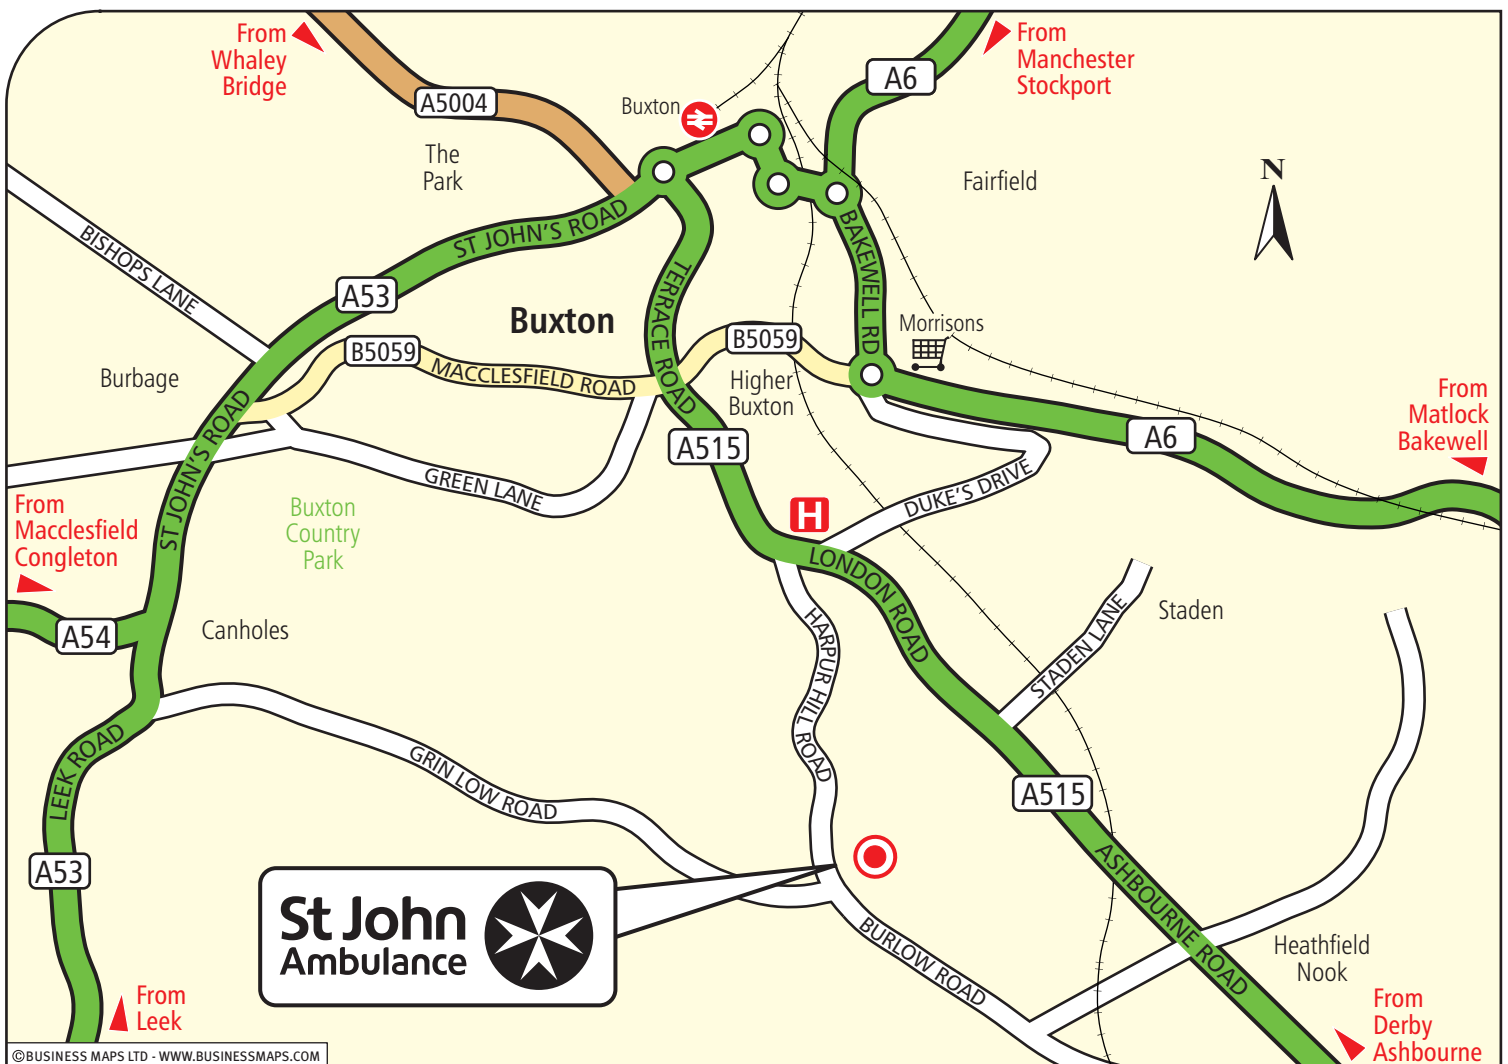 From
Whaley
Bridge
A5004
Buxton
A6
From
Manchester
Stockport
The
Park
Fairfield
N
BISHOPS LANE
ST JOHN'S ROAD
A53
Buxton
TERRACE ROAD
BAKEWELL RD
Morrisons
B5059
B5059
MACCLESFIELD ROAD
Burbage
Higher
Buxton
From
Matlock
Bakewell
ST JOHN'S ROAD
A515
A6
GREEN LANE
DUKE'S DRIVE
From
Macclesfield
Congleton
Buxton
Country
Park
H
LONDON ROAD
A54
Canholes
HARPUR HILL ROAD
STADEN LANE
Staden
LEEK ROAD
GRIN LOW ROAD
A515
A53
St John
Ambulance
ASHBOURNE ROAD
BURLOW ROAD
Heathfield
Nook
From
Leek
From
Derby
Ashbourne
©BUSINESS MAPS LTD - WWW.BUSINESSMAPS.COM